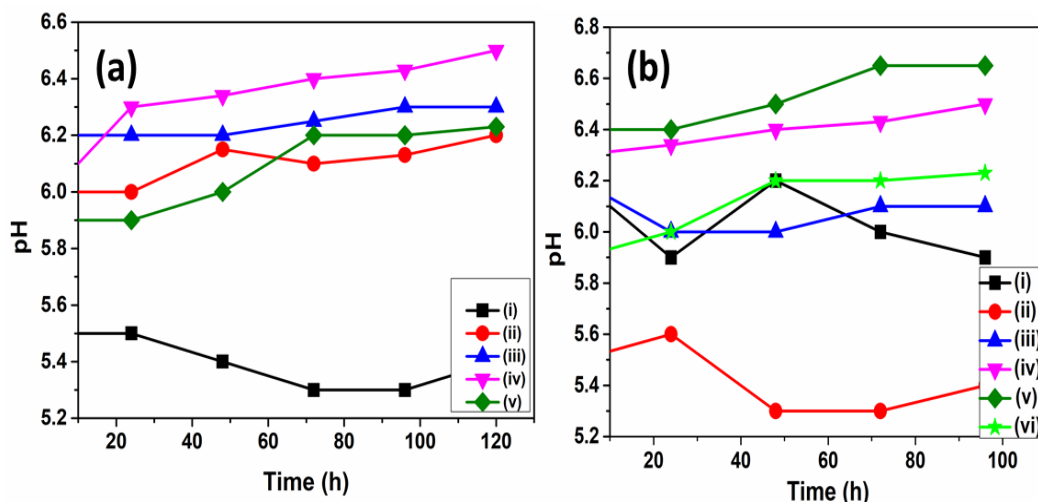 (a)
6.6
6.4
6.2
6.0
5.8
5.6
5.4
5.2
pH
20 40 60 80 100 120
Time (h)
(i)
(ii)
(iii)
(iv)
(v)
(b)
6.8
6.6
6.4
6.2
6.0
5.8
5.6
5.4
5.2
pH
20 40 60 80 100
Time (h)
(i)
(ii)
(iii)
(iv)
(v)
(vi)